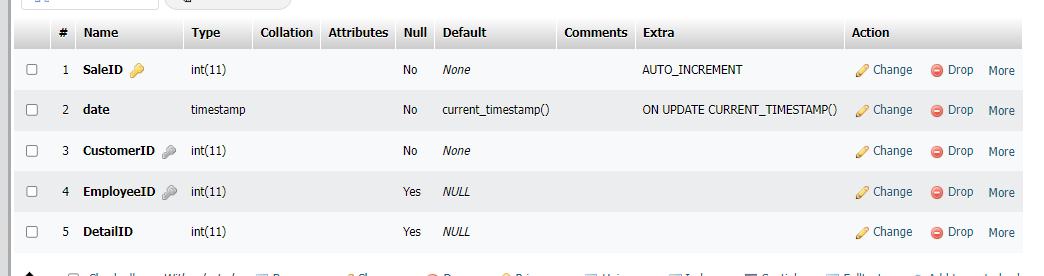 # Name Type Collation Attributes Null Default Comments Extra Action
1 SaleID int(11) No None AUTO_INCREMENT Change Drop More
2 date timestamp No current_timestamp() ON UPDATE CURRENT_TIMESTAMP() Change Drop More
3 CustomerID int(11) No None Change Drop More
4 EmployeeID int(11) Yes NULL Change Drop More
5 DetailID int(11) Yes NULL Change Drop More